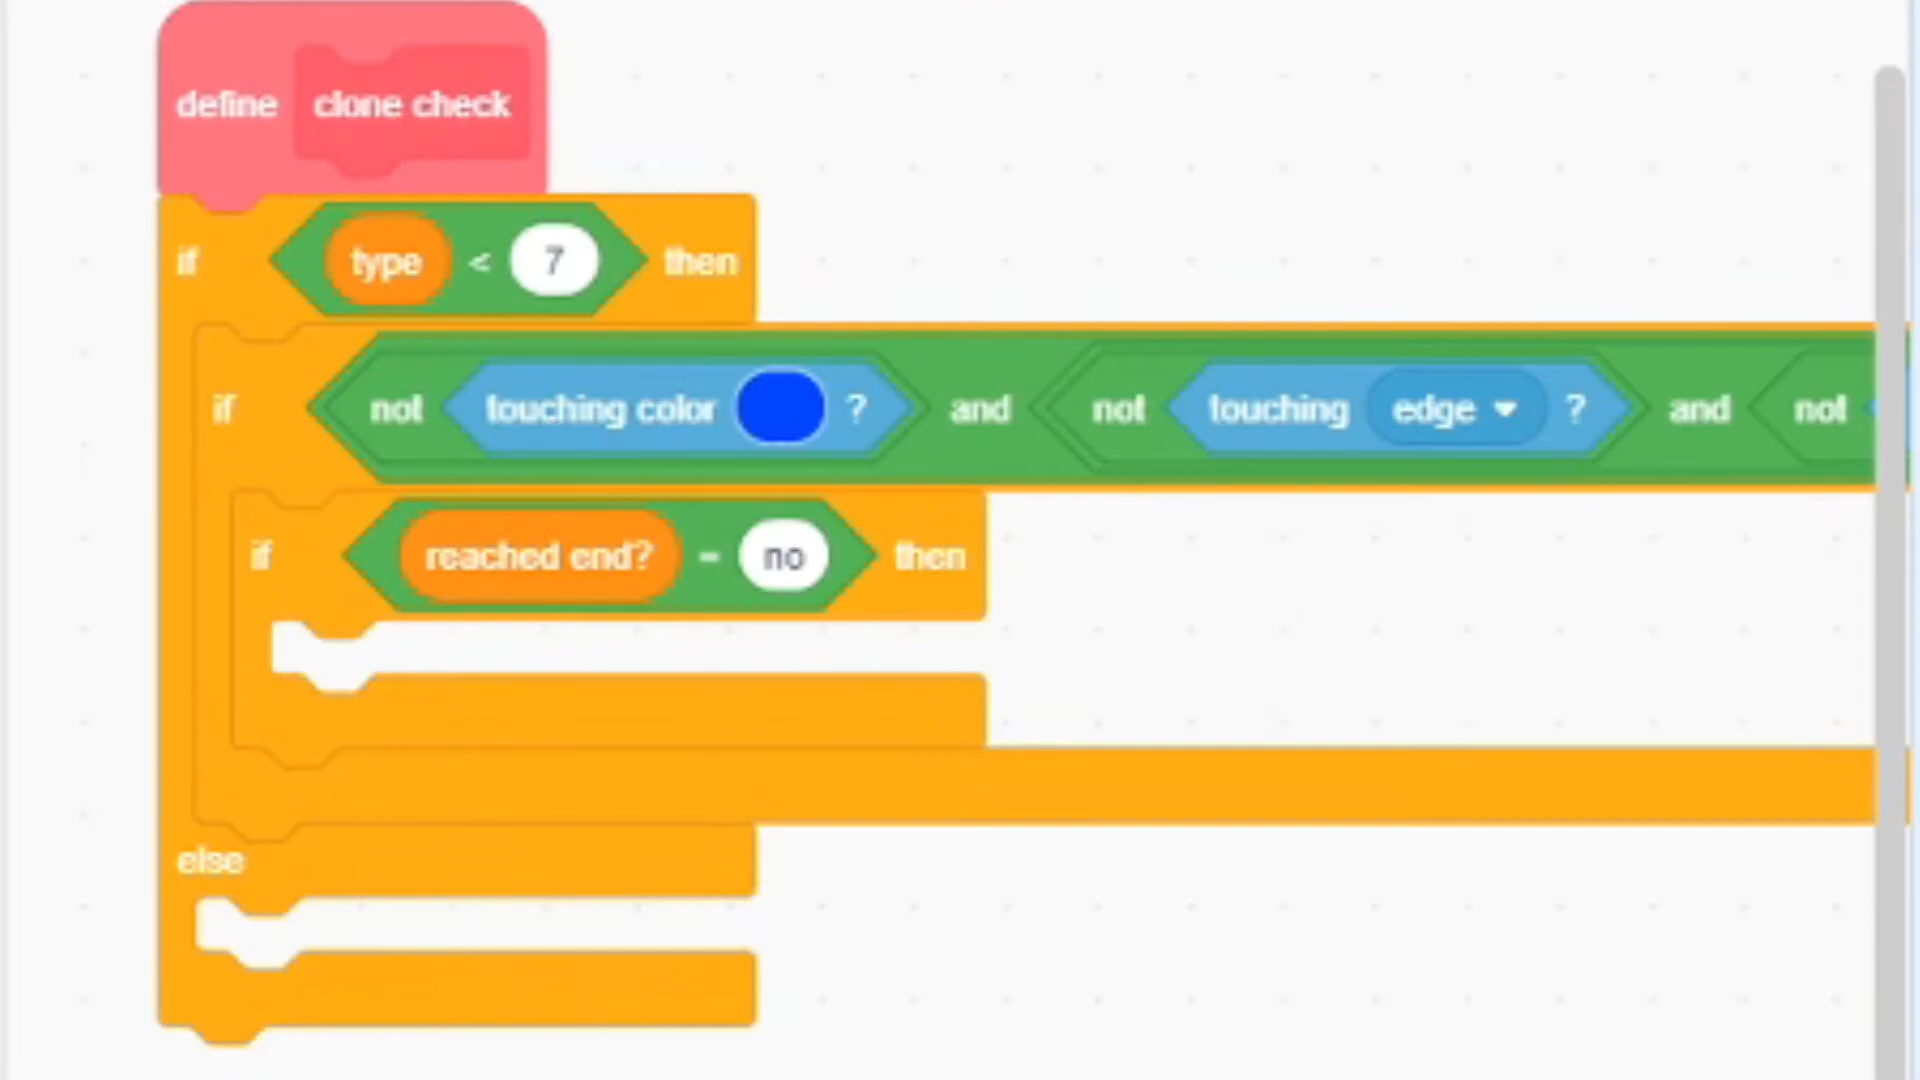 define clone check
if type < 7 then
if not touching color ? and not touching edge ? and not
if reached end? = no then
else